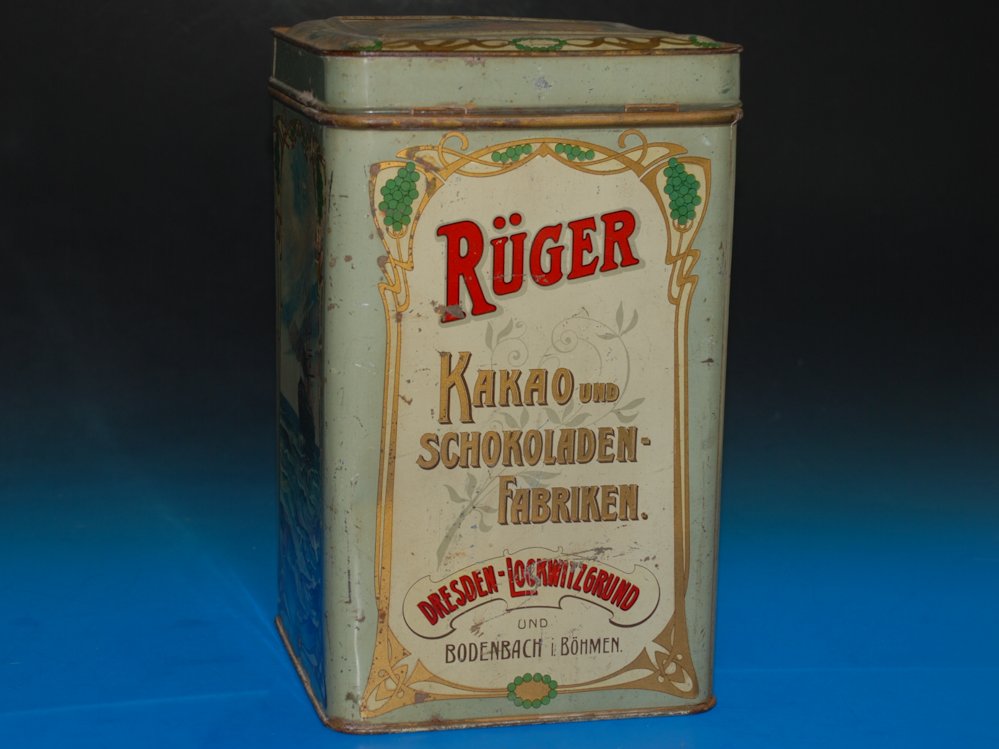 RÜGER
KAKAO UND
SCHOKOLADEN-
FABRIKEN.
DRESDEN-LOCKWITZGRUND
UND
BODENBACH i. BÖHMEN.